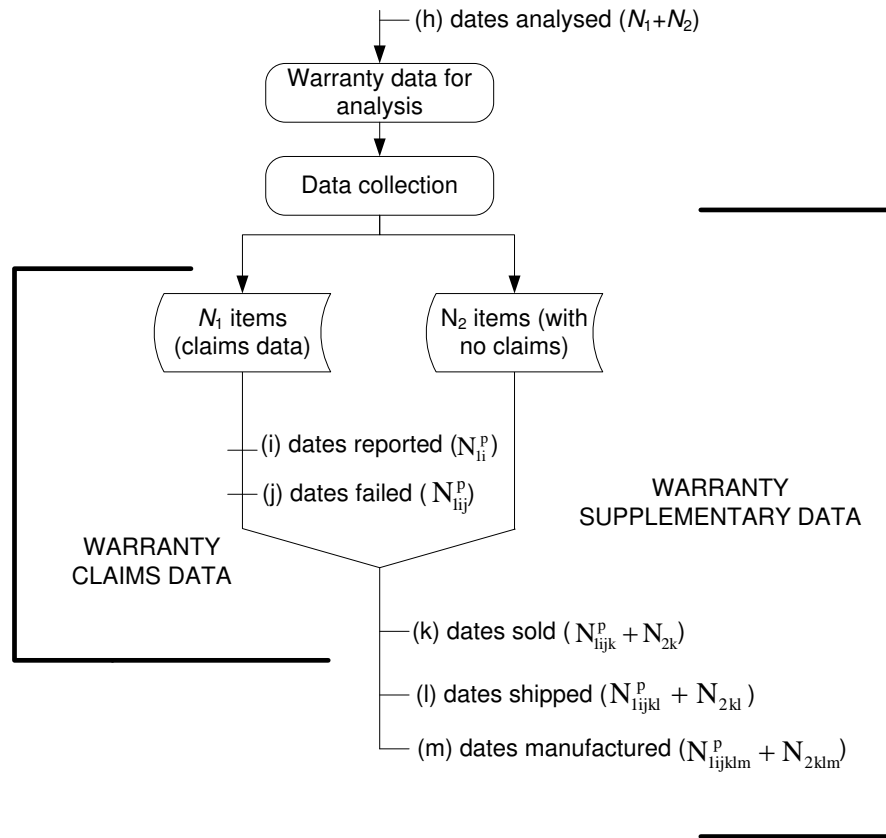 (h) dates analysed (N₁+N₂)
Warranty data for
analysis
Data collection
N₁ items
(claims data)
N₂ items (with
no claims)
(i) dates reported (N₁ᵢᵖ)
(j) dates failed ( N₁ᵢⱼᵖ)
WARRANTY
SUPPLEMENTARY DATA
WARRANTY
CLAIMS DATA
(k) dates sold ( N₁ᵢⱼₖᵖ + N₂ₖ)
(l) dates shipped (N₁ᵢⱼₖₗᵖ + N₂ₖₗ )
(m) dates manufactured (N₁ᵢⱼₖₗₘᵖ + N₂ₖₗₘ)